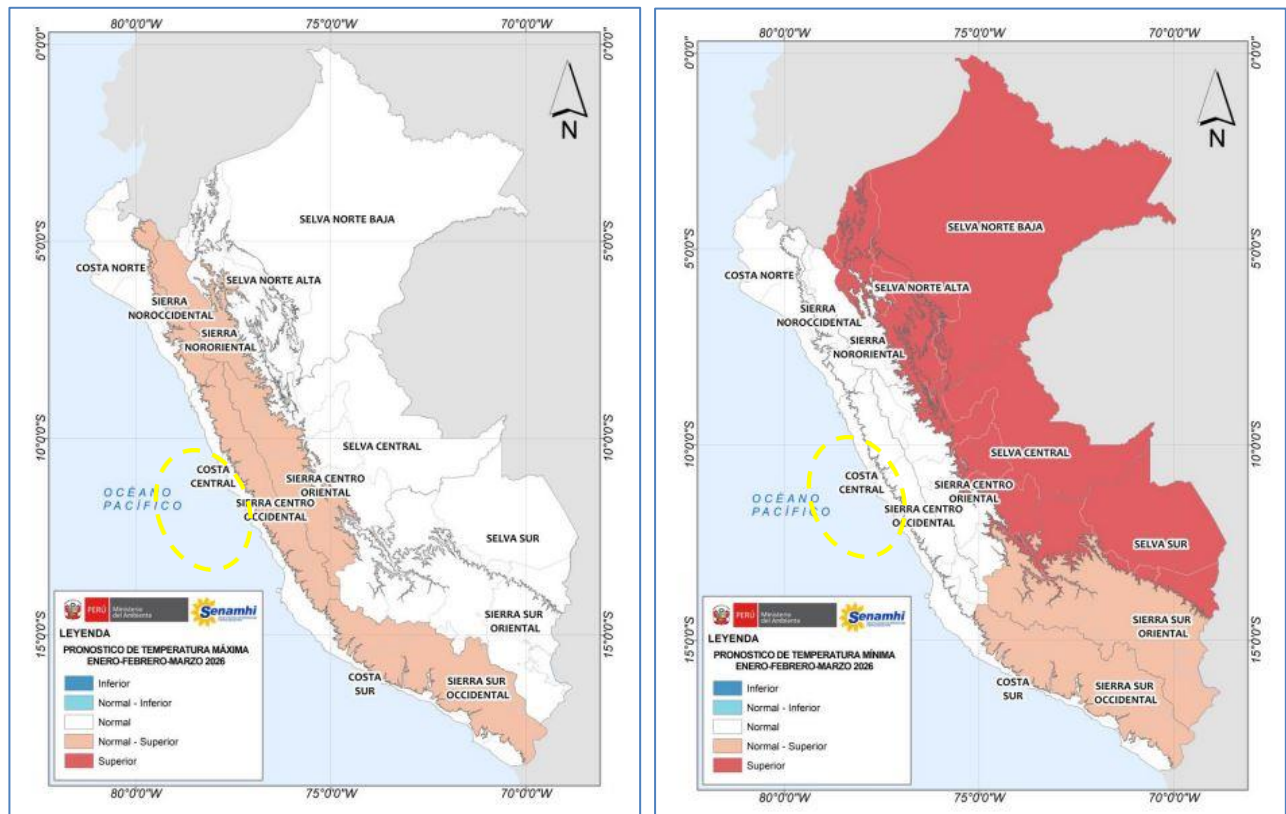 80°0'0"W
75°0'0"W
70°0'0"W
0°0'0"
0°0'0"
N
SELVA NORTE BAJA
5°0'0"S
5°0'0"S
COSTA NORTE
SELVA NORTE ALTA
SIERRA
NOROCCIDENTAL
SIERRA
NORORIENTAL
10°0'0"S
10°0'0"S
SELVA CENTRAL
COSTA
CENTRAL
SIERRA CENTRO
ORIENTAL
OCÉANO
PACÍFICO
SIERRA CENTRO
OCCIDENTAL
SELVA SUR
PERÚ
Ministerio
del Ambiente
Senamhi
SIERRA SUR
ORIENTAL
15°0'0"S
15°0'0"S
LEYENDA
PRONOSTICO DE TEMPERATURA MÁXIMA
ENERO-FEBRERO-MARZO 2026
COSTA
SUR
SIERRA SUR
OCCIDENTAL
Inferior
Normal - Inferior
Normal
Normal - Superior
Superior
80°0'0"W
75°0'0"W
70°0'0"W
80°0'0"W
75°0'0"W
70°0'0"W
0°0'0"
0°0'0"
N
SELVA NORTE BAJA
5°0'0"S
5°0'0"S
COSTA NORTE
SELVA NORTE ALTA
SIERRA
NOROCCIDENTAL
SIERRA
NORORIENTAL
10°0'0"S
10°0'0"S
SELVA CENTRAL
COSTA
CENTRAL
SIERRA CENTRO
ORIENTAL
OCÉANO
PACÍFICO
SIERRA CENTRO
OCCIDENTAL
SELVA SUR
PERÚ
Ministerio
del Ambiente
Senamhi
SIERRA SUR
ORIENTAL
15°0'0"S
15°0'0"S
LEYENDA
PRONOSTICO DE TEMPERATURA MÍNIMA
ENERO-FEBRERO-MARZO 2026
COSTA
SUR
SIERRA SUR
OCCIDENTAL
Inferior
Normal - Inferior
Normal
Normal - Superior
Superior
80°0'0"W
75°0'0"W
70°0'0"W